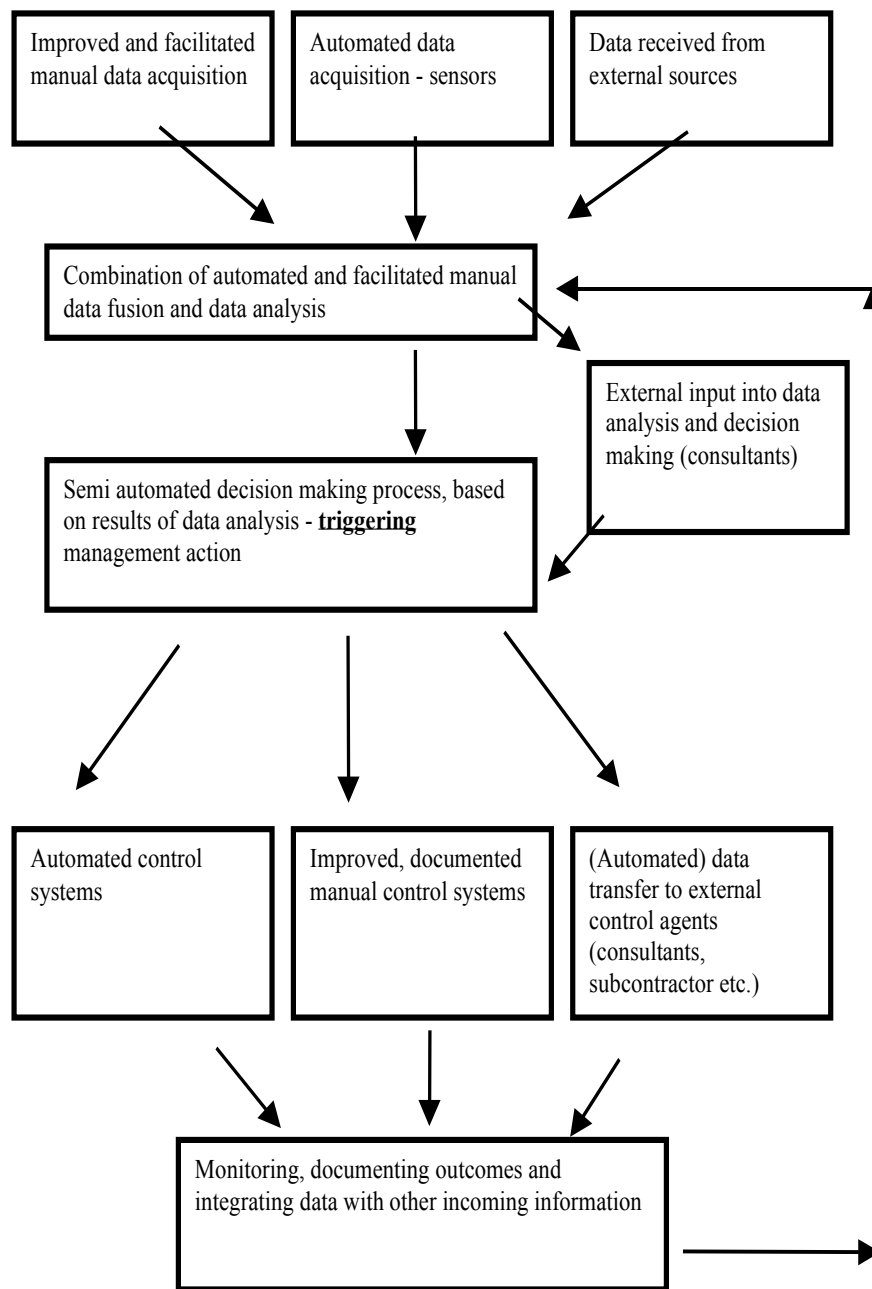 Improved and facilitated
manual data acquisition
Automated data
acquisition - sensors
Data received from
external sources
Combination of automated and facilitated manual
data fusion and data analysis
External input into data
analysis and decision
making (consultants)
Semi automated decision making process, based
on results of data analysis - triggering
management action
Automated control
systems
Improved, documented
manual control systems
(Automated) data
transfer to external
control agents
(consultants,
subcontractor etc.)
Monitoring, documenting outcomes and
integrating data with other incoming information